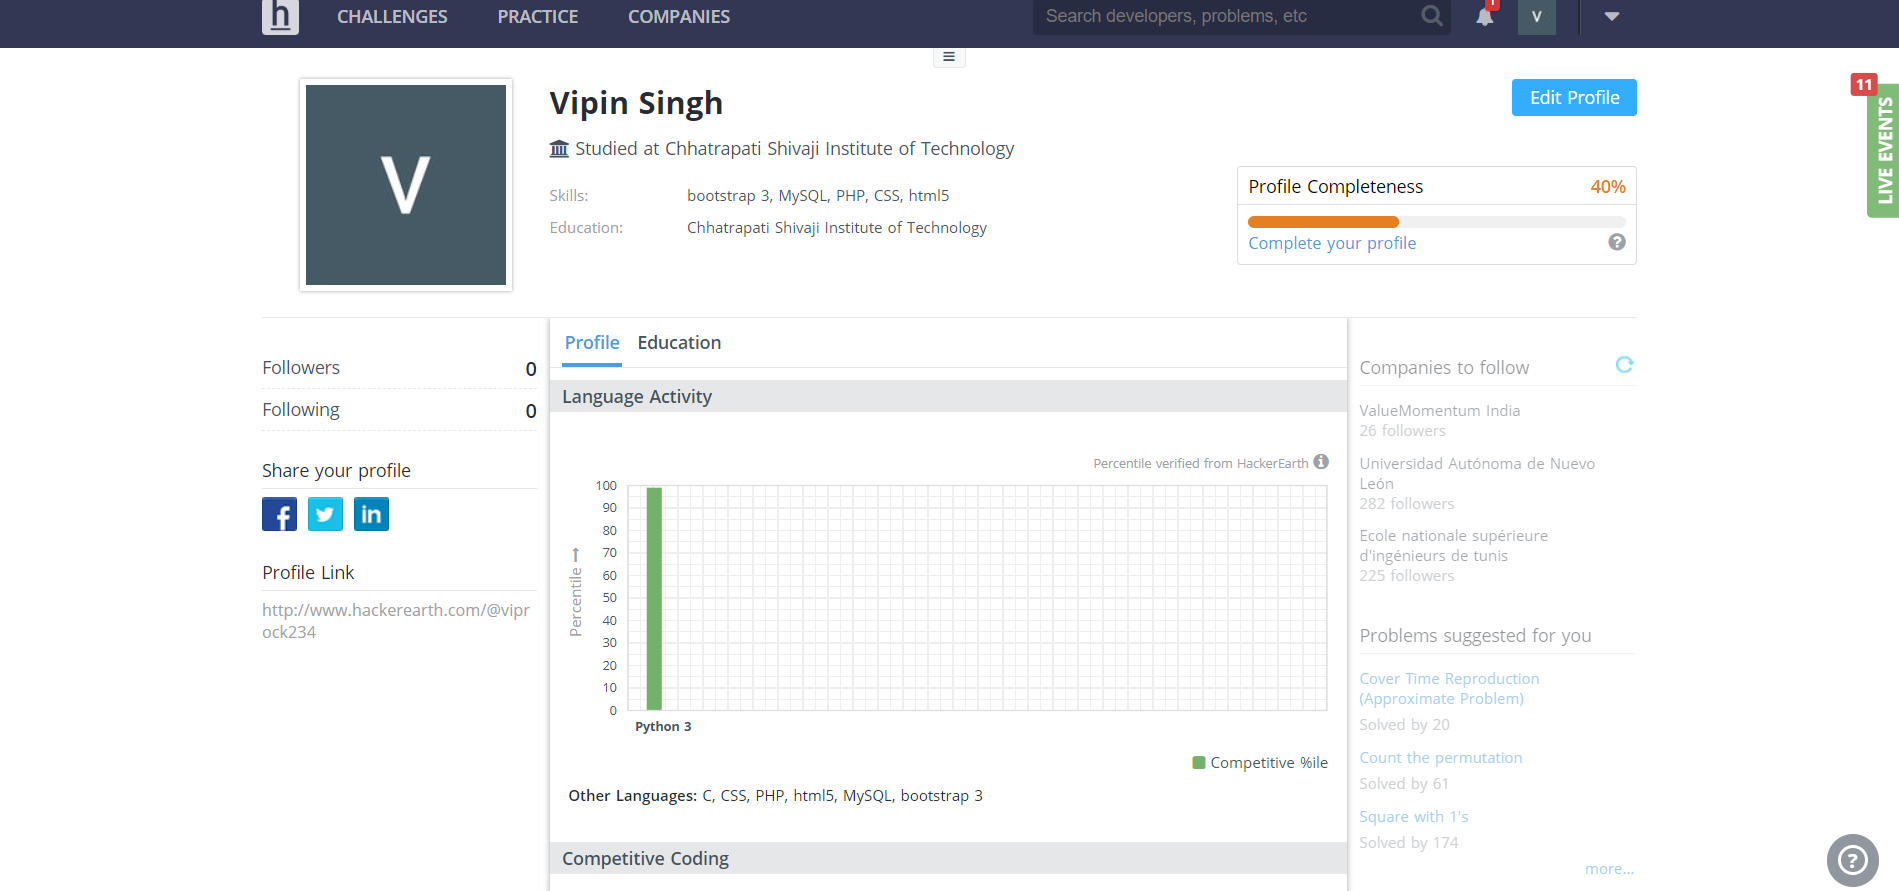 h CHALLENGES PRACTICE COMPANIES Search developers, problems, etc 1 V
11
LIVE EVENTS
V
Vipin Singh
Edit Profile
Studied at Chhatrapati Shivaji Institute of Technology
Skills: bootstrap 3, MySQL, PHP, CSS, html5
Education: Chhatrapati Shivaji Institute of Technology
Profile Completeness 40%
Complete your profile ?
Followers 0
Following 0
Share your profile
f in
Profile Link
http://www.hackerearth.com/@vipr
ock234
Profile Education
Language Activity
Percentile verified from HackerEarth i
Percentile →
100
90
80
70
60
50
40
30
20
10
0
Python 3
Competitive %ile
Other Languages: C, CSS, PHP, html5, MySQL, bootstrap 3
Competitive Coding
Companies to follow
ValueMomentum India
26 followers
Universidad Autónoma de Nuevo
León
282 followers
Ecole nationale supérieure
d'ingénieurs de tunis
225 followers
Problems suggested for you
Cover Time Reproduction
(Approximate Problem)
Solved by 20
Count the permutation
Solved by 61
Square with 1's
Solved by 174
more...
?